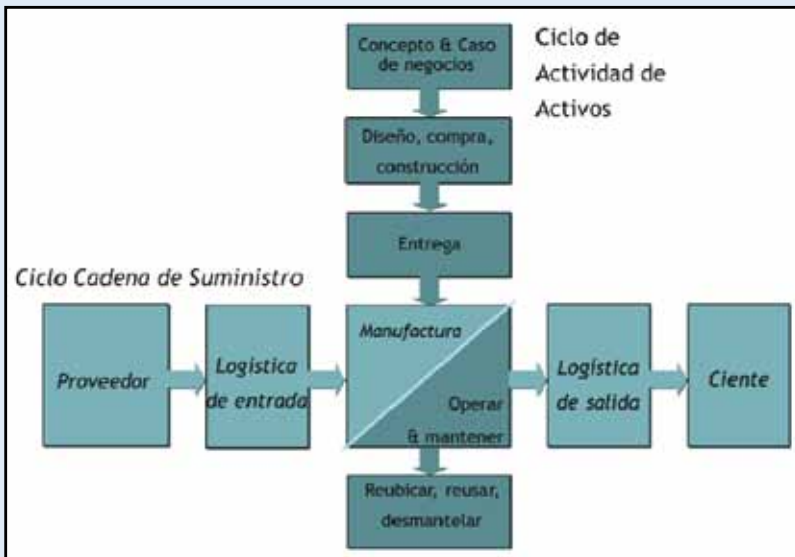 Concepto & Caso
de negocios
Ciclo de
Actividad de
Activos
Diseño, compra,
construcción
Entrega
Ciclo Cadena de Suministro
Proveedor
Logística
de entrada
Manufactura
Operar
& mantener
Logística
de salida
Ciente
Reubicar, reusar,
desmantelar